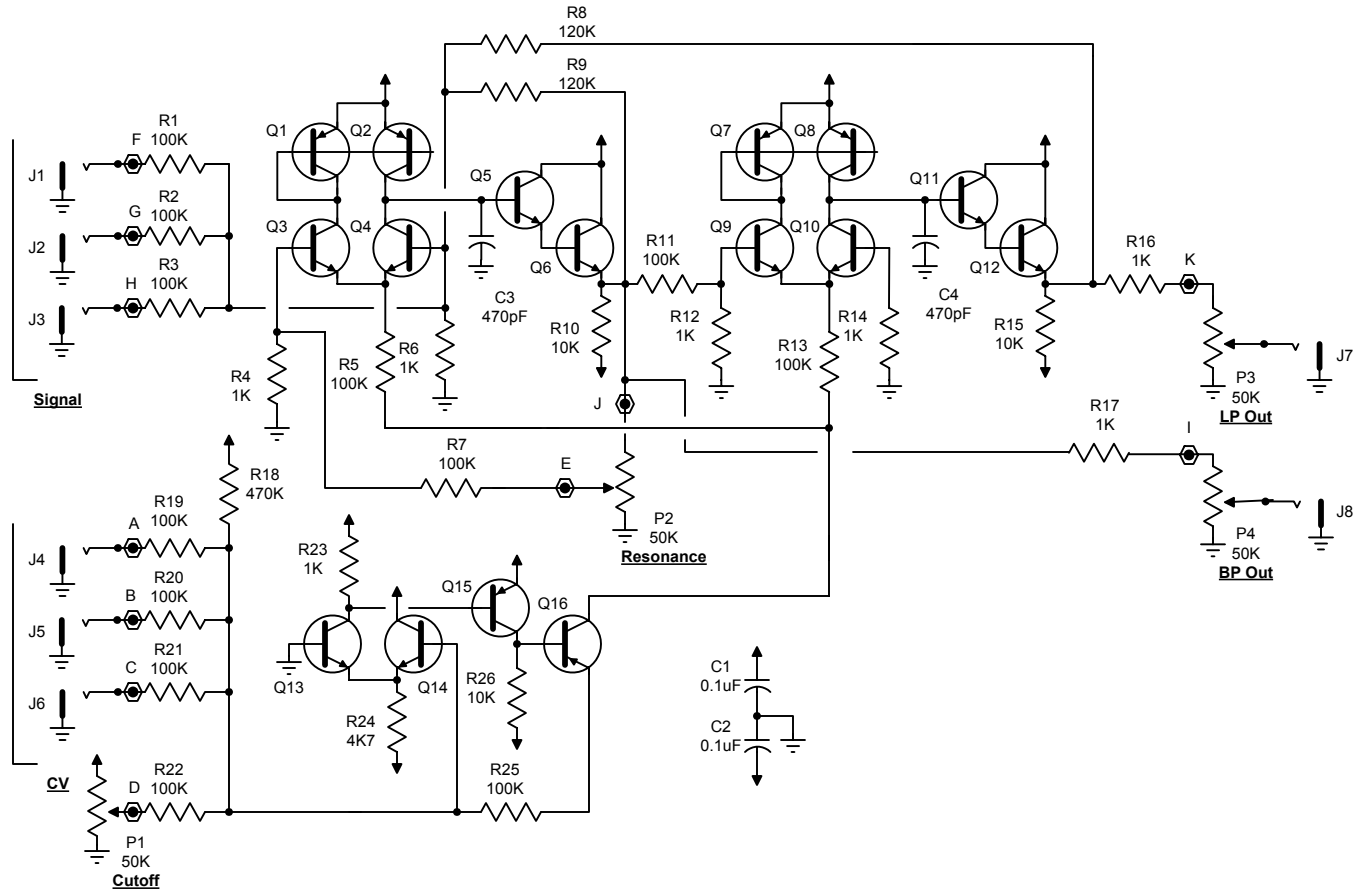 R8
120K
R9
120K
R1
100K
F
J1
Q1
Q2
Q7
Q8
R2
100K
G
J2
Q5
Q11
R3
100K
H
J3
Q3
Q4
Q6
R11
100K
Q9
Q10
Q12
R16
1K
K
C3
470pF
R10
10K
R12
1K
R14
1K
C4
470pF
R15
10K
R4
1K
R5
100K
R6
1K
R13
100K
J7
P3
50K
LP Out
Signal
J
R17
1K
I
R7
100K
E
R18
470K
P2
50K
Resonance
J8
P4
50K
BP Out
R19
100K
A
J4
R23
1K
R20
100K
B
J5
Q15
Q16
R21
100K
C
J6
Q13
Q14
R26
10K
C1
0.1uF
R24
4K7
C2
0.1uF
CV
R22
100K
D
R25
100K
P1
50K
Cutoff